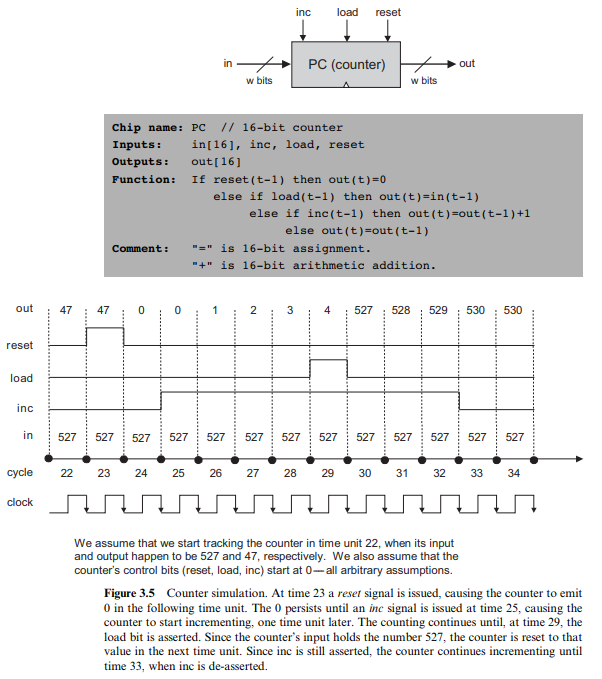 inc load reset
in PC (counter) out
w bits w bits
Chip name: PC // 16-bit counter
Inputs: in[16], inc, load, reset
Outputs: out[16]
Function: If reset(t-1) then out(t)=0
else if load(t-1) then out(t)=in(t-1)
else if inc(t-1) then out(t)=out(t-1)+1
else out(t)=out(t-1)
Comment: "=" is 16-bit assignment.
"+" is 16-bit arithmetic addition.
out 47 47 0 0 1 2 3 4 527 528 529 530 530
reset
load
inc
in 527 527 527 527 527 527 527 527 527 527 527 527 527
cycle 22 23 24 25 26 27 28 29 30 31 32 33 34
clock
We assume that we start tracking the counter in time unit 22, when its input
and output happen to be 527 and 47, respectively. We also assume that the
counter's control bits (reset, load, inc) start at 0—all arbitrary assumptions.
Figure 3.5 Counter simulation. At time 23 a reset signal is issued, causing the counter to emit
0 in the following time unit. The 0 persists until an inc signal is issued at time 25, causing the
counter to start incrementing, one time unit later. The counting continues until, at time 29, the
load bit is asserted. Since the counter's input holds the number 527, the counter is reset to that
value in the next time unit. Since inc is still asserted, the counter continues incrementing until
time 33, when inc is de-asserted.